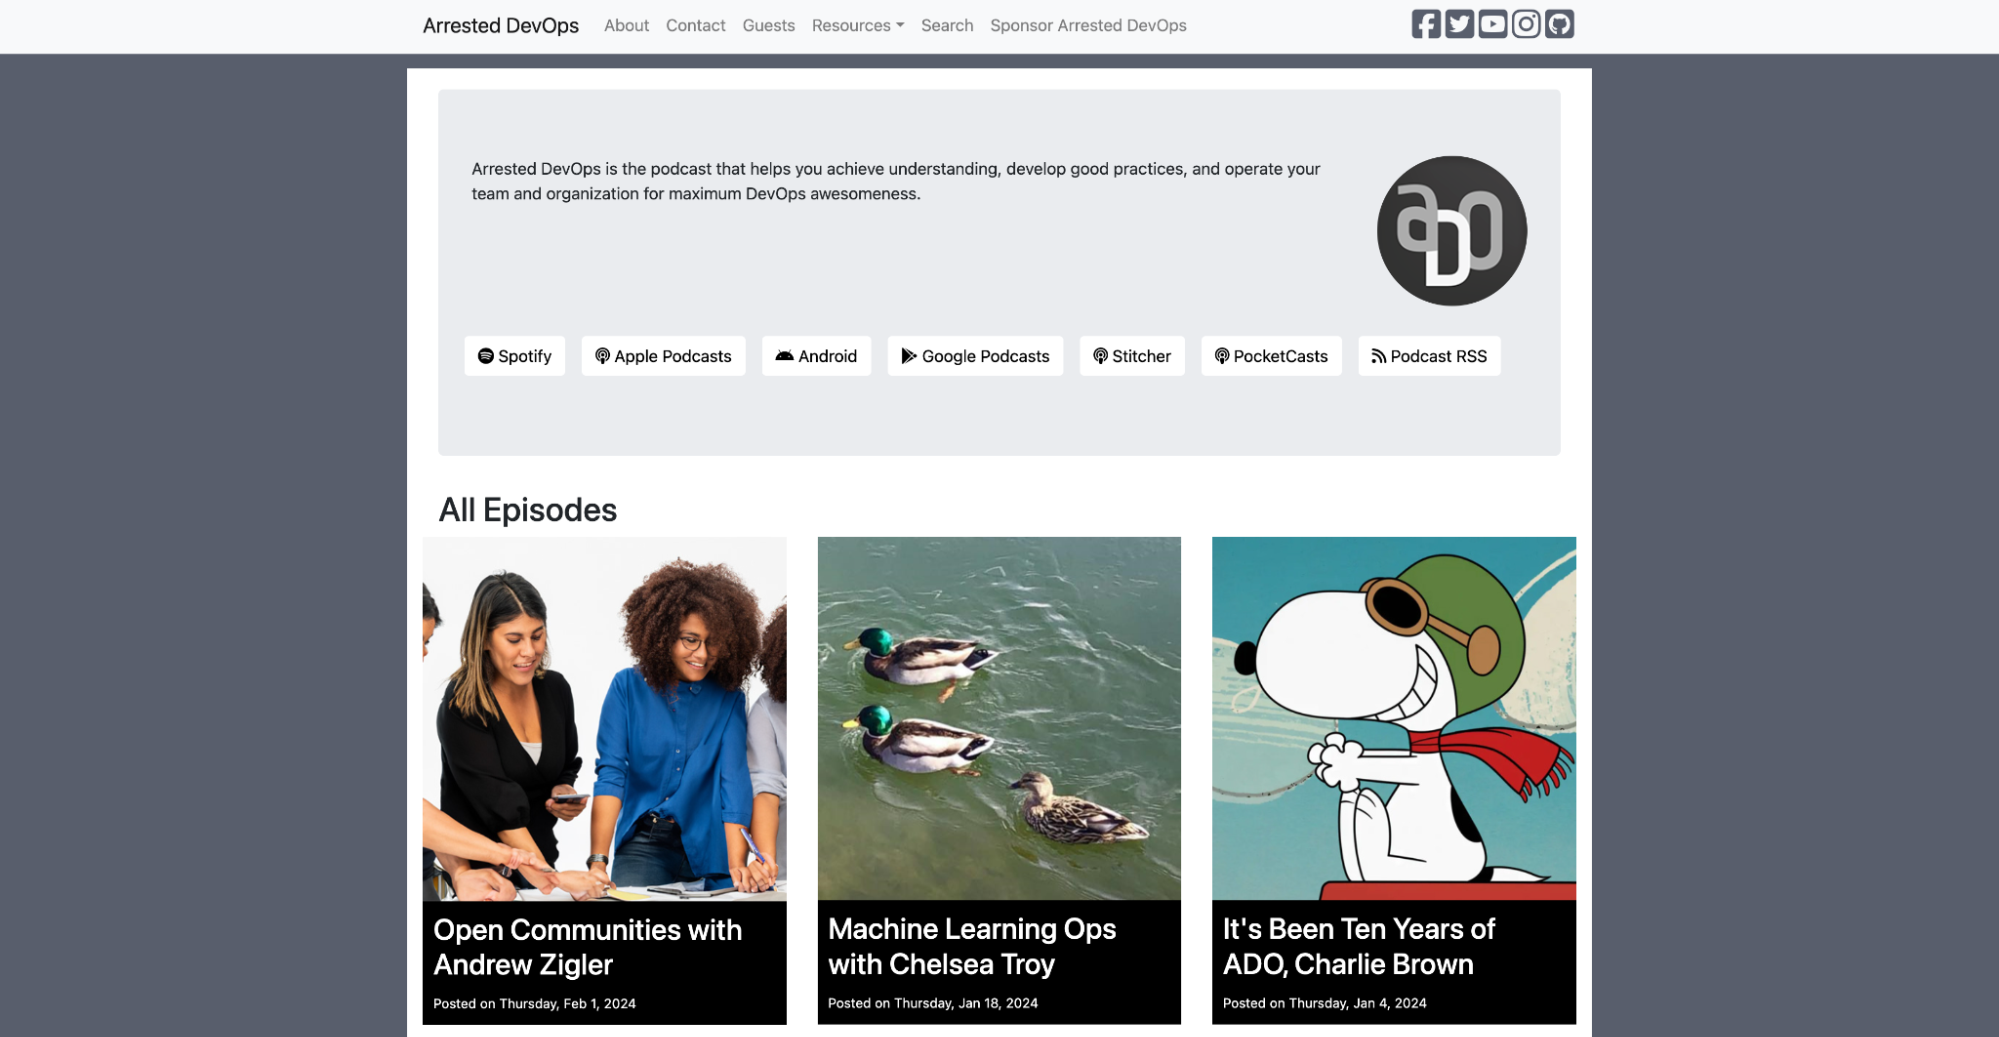 Arrested DevOps About Contact Guests Resources Search Sponsor Arrested DevOps
Arrested DevOps is the podcast that helps you achieve understanding, develop good practices, and operate your
team and organization for maximum DevOps awesomeness.
aDO
Spotify Apple Podcasts Android Google Podcasts Stitcher PocketCasts Podcast RSS
All Episodes
Open Communities with
Andrew Zigler
Posted on Thursday, Feb 1, 2024
Machine Learning Ops
with Chelsea Troy
Posted on Thursday, Jan 18, 2024
It's Been Ten Years of
ADO, Charlie Brown
Posted on Thursday, Jan 4, 2024